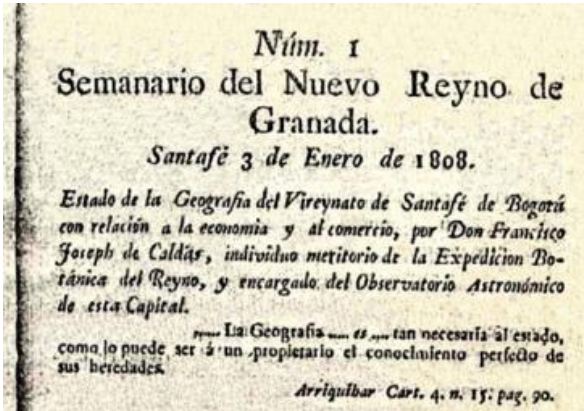 Núm. 1
Semanario del Nuevo Reyno de
Granada.
Santafé 3 de Enero de 1808.
Estado de la Geografia del Vireynato de Santafé de Bogotá
con relación a la economia y al comercio, por Don Francisco
Joseph de Caldas, individuo meritorio de la Expedicion Bo-
tánica del Reyno, y encargado del Observatorio Astronómico
de esta Capital.
...... La Geografia ..... es ..... tan necesaria al estado,
como lo puede ser á un propietario el conocimiento perfecto de
sus heredades.
Arriquibar Cart. 4. n. 15. pag. 90.